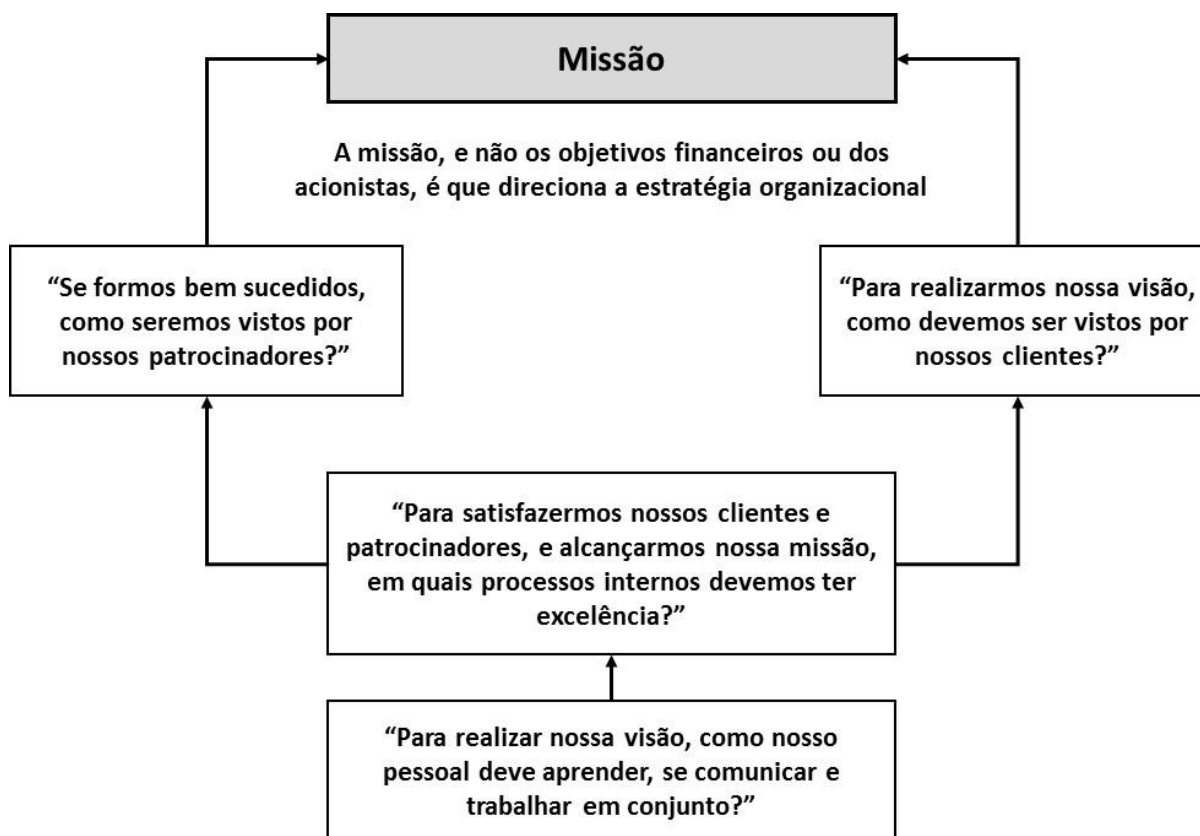 Missão
A missão, e não os objetivos financeiros ou dos
acionistas, é que direciona a estratégia organizacional
“Se formos bem sucedidos,
como seremos vistos por
nossos patrocinadores?”
“Para realizarmos nossa visão,
como devemos ser vistos por
nossos clientes?”
“Para satisfazermos nossos clientes e
patrocinadores, e alcançarmos nossa missão,
em quais processos internos devemos ter
excelência?”
“Para realizar nossa visão, como nosso
pessoal deve aprender, se comunicar e
trabalhar em conjunto?”